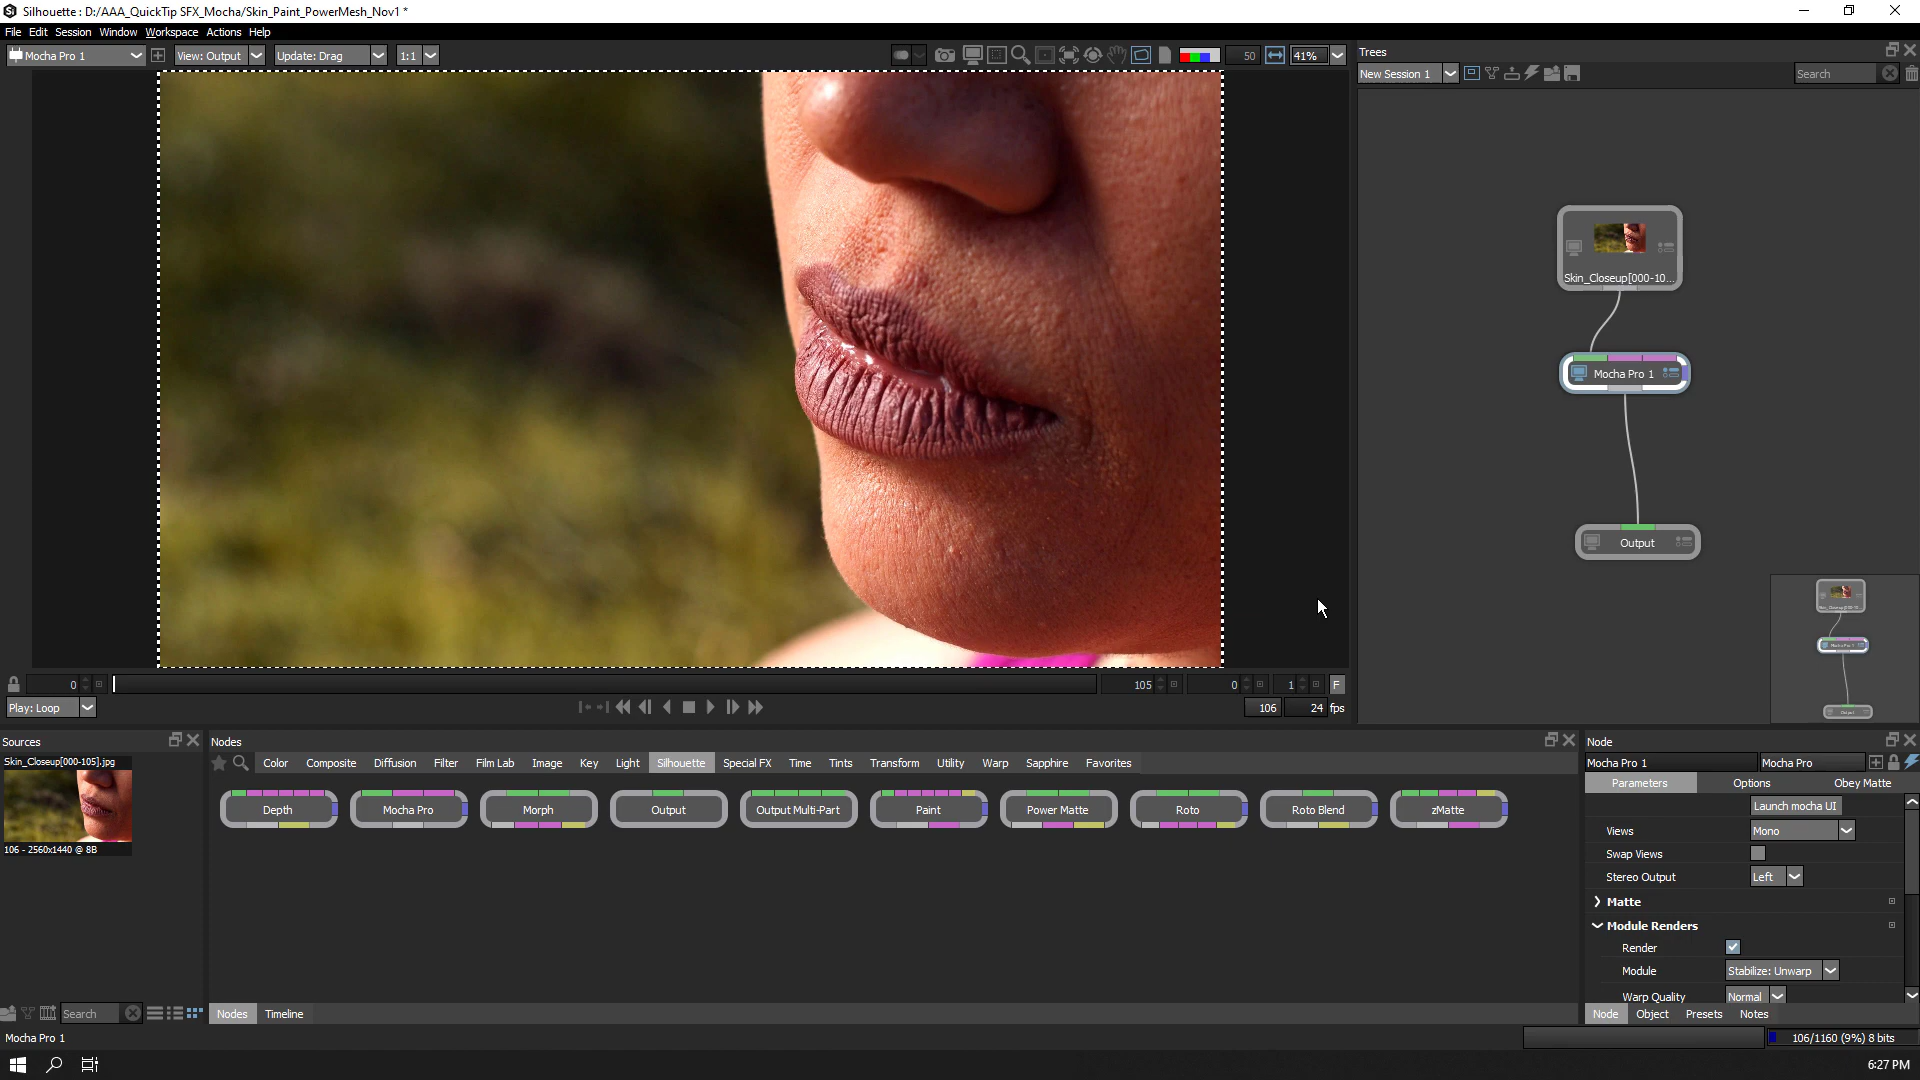 Silhouette : D:/AAA_QuickTip SFX_Mocha/Skin_Paint_PowerMesh_Nov1 *
File Edit Session Window Workspace Actions Help
Mocha Pro 1
View: Output
Update: Drag
1:1
50
41%
Trees
New Session 1
Search
Skin_Closeup[000-10...
Mocha Pro 1
Output
0
105
0
1
F
Play: Loop
106
24 fps
Sources
Skin_Closeup[000-105].jpg
106 - 2560x1440 @ 8B
Search
Nodes
Color Composite Diffusion Filter Film Lab Image Key Light Silhouette Special FX Time Tints Transform Utility Warp Sapphire Favorites
Depth Mocha Pro Morph Output Output Multi-Part Paint Power Matte Roto Roto Blend zMatte
Nodes Timeline
Node
Mocha Pro 1
Mocha Pro
Parameters Options Obey Matte
Launch mocha UI
Views Mono
Swap Views
Stereo Output Left
Matte
Module Renders
Render
Module Stabilize: Unwarp
Warp Quality Normal
Node Object Presets Notes
Mocha Pro 1
106/1160 (9%) 8 bits
6:27 PM